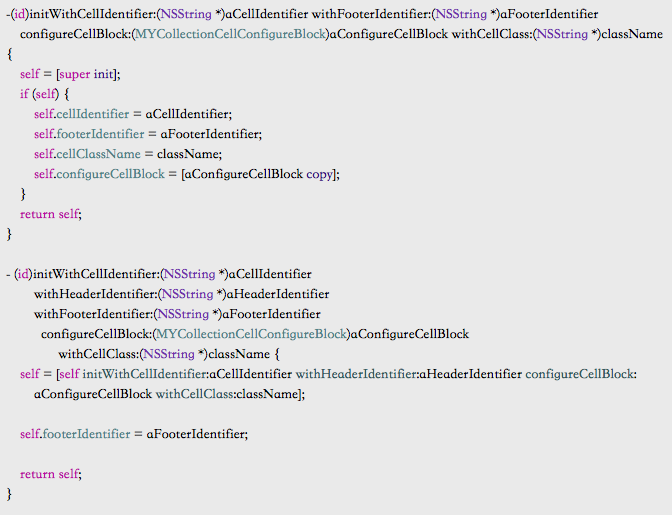 -(id)initWithCellIdentifier:(NSString *)aCellIdentifier withFooterIdentifier:(NSString *)aFooterIdentifier
configureCellBlock:(MYCollectionCellConfigureBlock)aConfigureCellBlock withCellClass:(NSString *)className
{
self = [super init];
if (self) {
self.cellIdentifier = aCellIdentifier;
self.footerIdentifier = aFooterIdentifier;
self.cellClassName = className;
self.configureCellBlock = [aConfigureCellBlock copy];
}
return self;
}
- (id)initWithCellIdentifier:(NSString *)aCellIdentifier
withHeaderIdentifier:(NSString *)aHeaderIdentifier
withFooterIdentifier:(NSString *)aFooterIdentifier
configureCellBlock:(MYCollectionCellConfigureBlock)aConfigureCellBlock
withCellClass:(NSString *)className {
self = [self initWithCellIdentifier:aCellIdentifier withHeaderIdentifier:aHeaderIdentifier configureCellBlock:
aConfigureCellBlock withCellClass:className];
self.footerIdentifier = aFooterIdentifier;
return self;
}